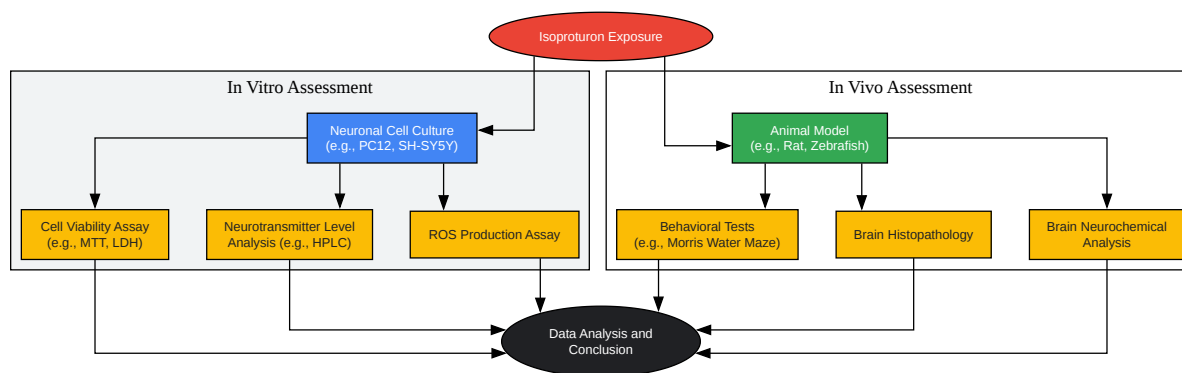 Isoproturon Exposure
In Vitro Assessment
In Vivo Assessment
Neuronal Cell Culture
(e.g., PC12, SH-SY5Y)
Animal Model
(e.g., Rat, Zebrafish)
Cell Viability Assay
(e.g., MTT, LDH)
Neurotransmitter Level
Analysis (e.g., HPLC)
ROS Production Assay
Behavioral Tests
(e.g., Morris Water Maze)
Brain Histopathology
Brain Neurochemical
Analysis
Data Analysis and
Conclusion